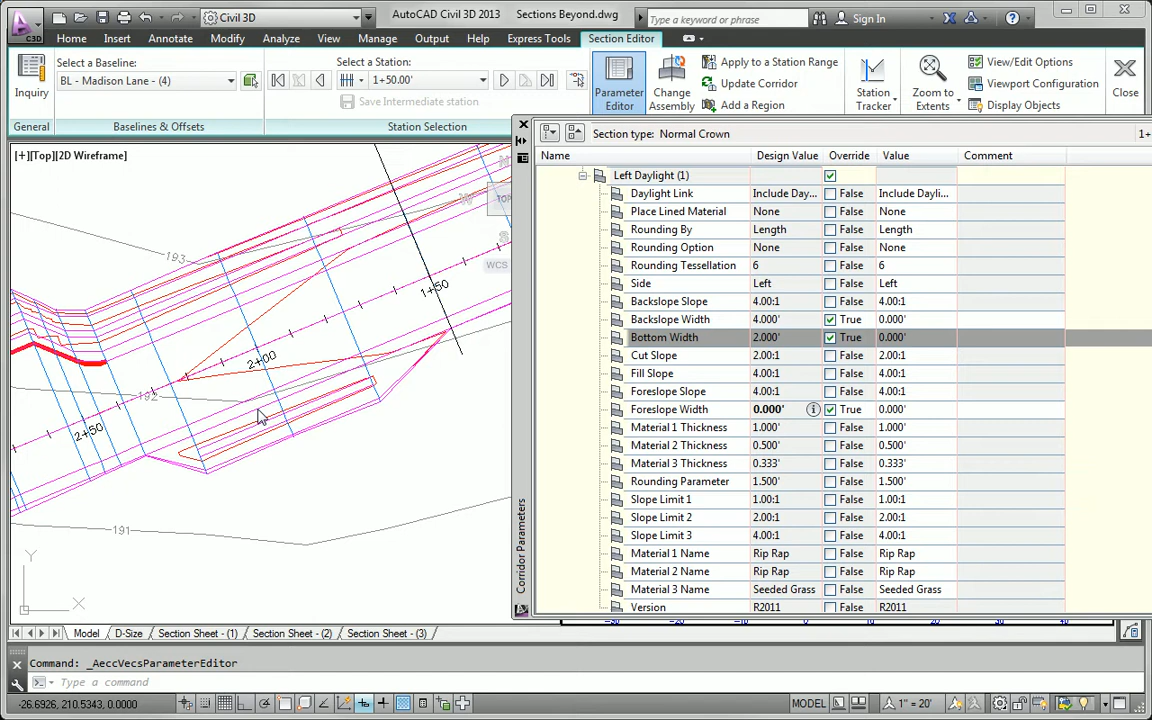 Civil 3D
AutoCAD Civil 3D 2013 Sections Beyond.dwg
Type a keyword or phrase
Sign In
C3D
Home Insert Annotate Modify View Manage Output Help Express Tools Section Editor
Select a Baseline:
BL - Madison Lane - (4)
Select a Station:
1+50.00'
Save Intermediate station
Inquiry
General
Baselines & Offsets
Station Selection
Parameter Editor
Change Assembly
Apply to a Station Range
Update Corridor
Add a Region
Station Tracker
Zoom to Extents
View/Edit Options
Viewport Configuration
Display Objects
Close
[+][Top][2D Wireframe]
Section type: Normal Crown
1+
Name Design Value Override Value Comment
Left Daylight (1)
Daylight Link Include Day... False Include Dayli...
Place Lined Material None False None
Rounding By Length False Length
Rounding Option None False None
Rounding Tessellation 6 False 6
Side Left False Left
Backslope Slope 4.00:1 False 4.00:1
Backslope Width 4.000' True 0.000'
Bottom Width 2.000' True 0.000'
Cut Slope 2.00:1 False 2.00:1
Fill Slope 4.00:1 False 4.00:1
Foreslope Slope 4.00:1 False 4.00:1
Foreslope Width 0.000' True 0.000'
Material 1 Thickness 1.000' False 1.000'
Material 2 Thickness 0.500' False 0.500'
Material 3 Thickness 0.333' False 0.333'
Rounding Parameter 1.500' False 1.500'
Slope Limit 1 1.00:1 False 1.00:1
Slope Limit 2 2.00:1 False 2.00:1
Slope Limit 3 4.00:1 False 4.00:1
Material 1 Name Rip Rap False Rip Rap
Material 2 Name Rip Rap False Rip Rap
Material 3 Name Seeded Grass False Seeded Grass
Version R2011 False R2011
Corridor Parameters
TOP
W
S
WCS
193
1+50
2+00
192
2+50
191
Y
X
-30 -20 -10 0 10 20 30 40
Model D-Size Section Sheet - (1) Section Sheet - (2) Section Sheet - (3)
Command: _AeccVecsParameterEditor
Type a command
-26.6926, 210.5343, 0.0000
MODEL
1" = 20'